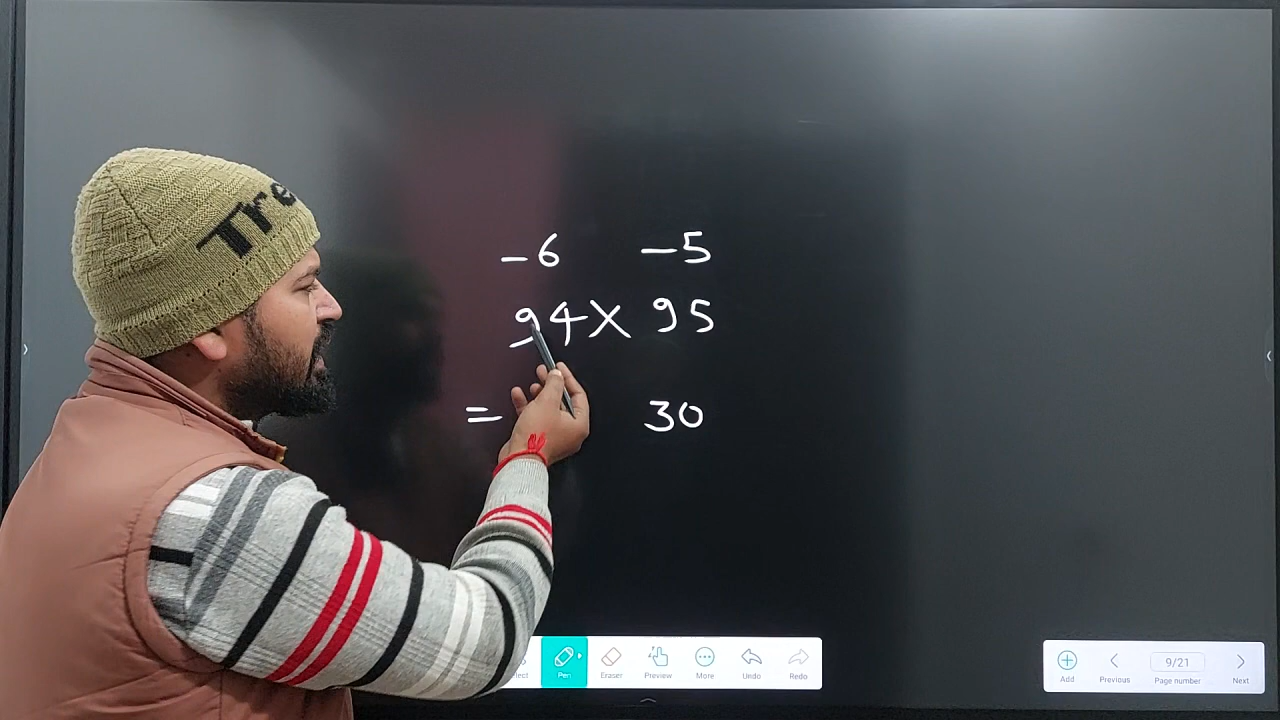 Tre
-6 -5
94 × 95
= 30
Pen Eraser Preview More Undo Redo
Add Previous 9/21 Page number Next